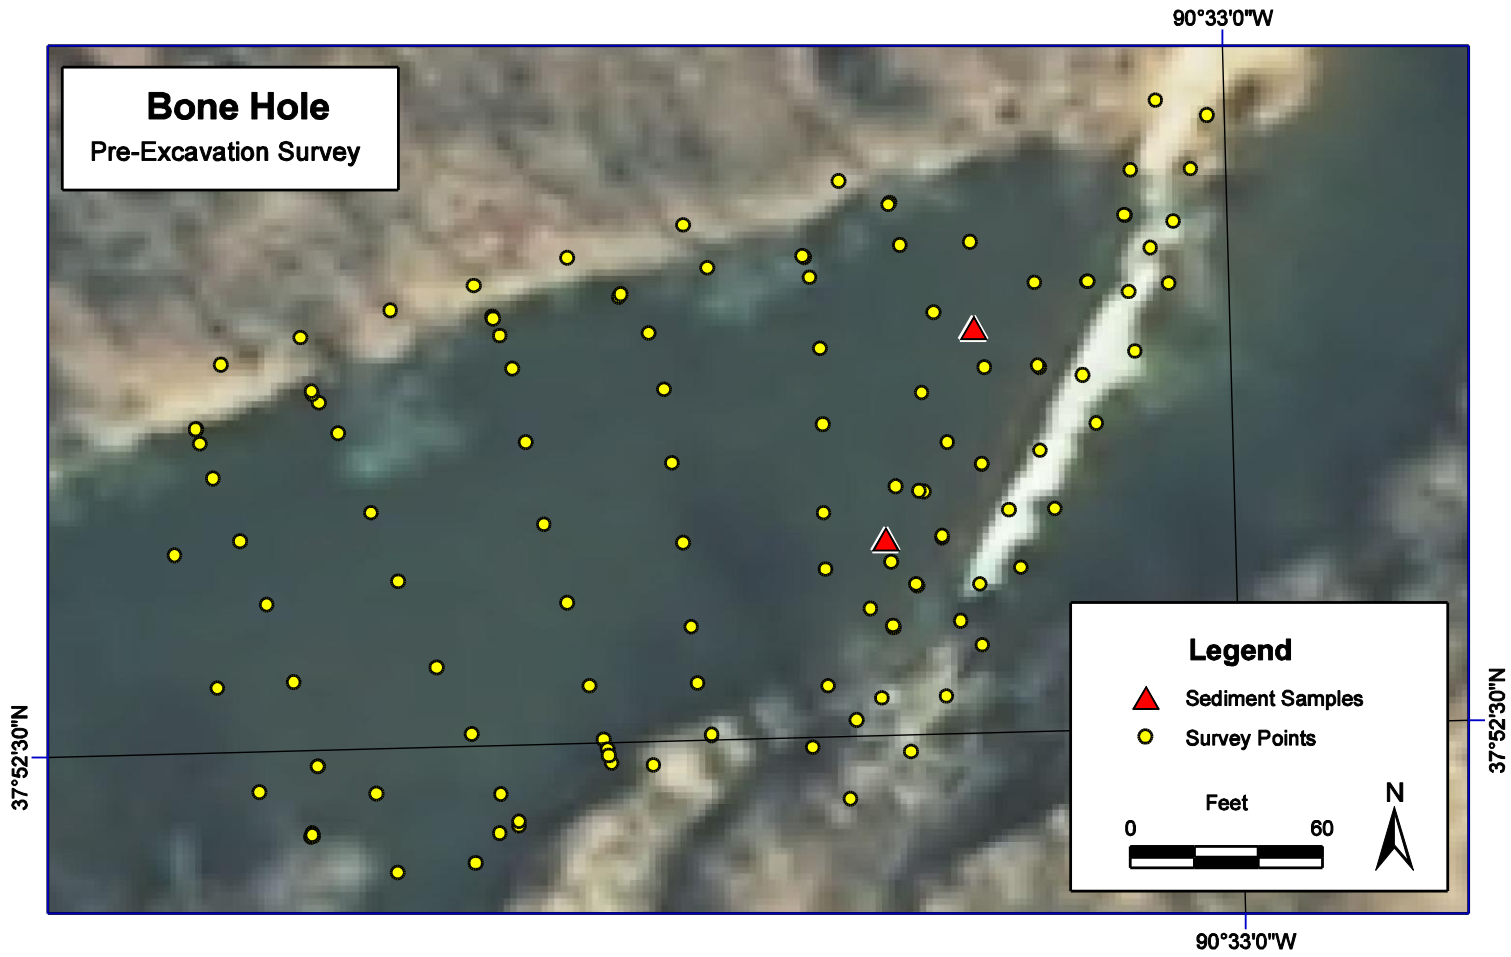 90°33'0"W
Bone Hole
Pre-Excavation Survey
37°52'30"N
37°52'30"N
Legend
Sediment Samples
Survey Points
Feet
0 60
N
90°33'0"W